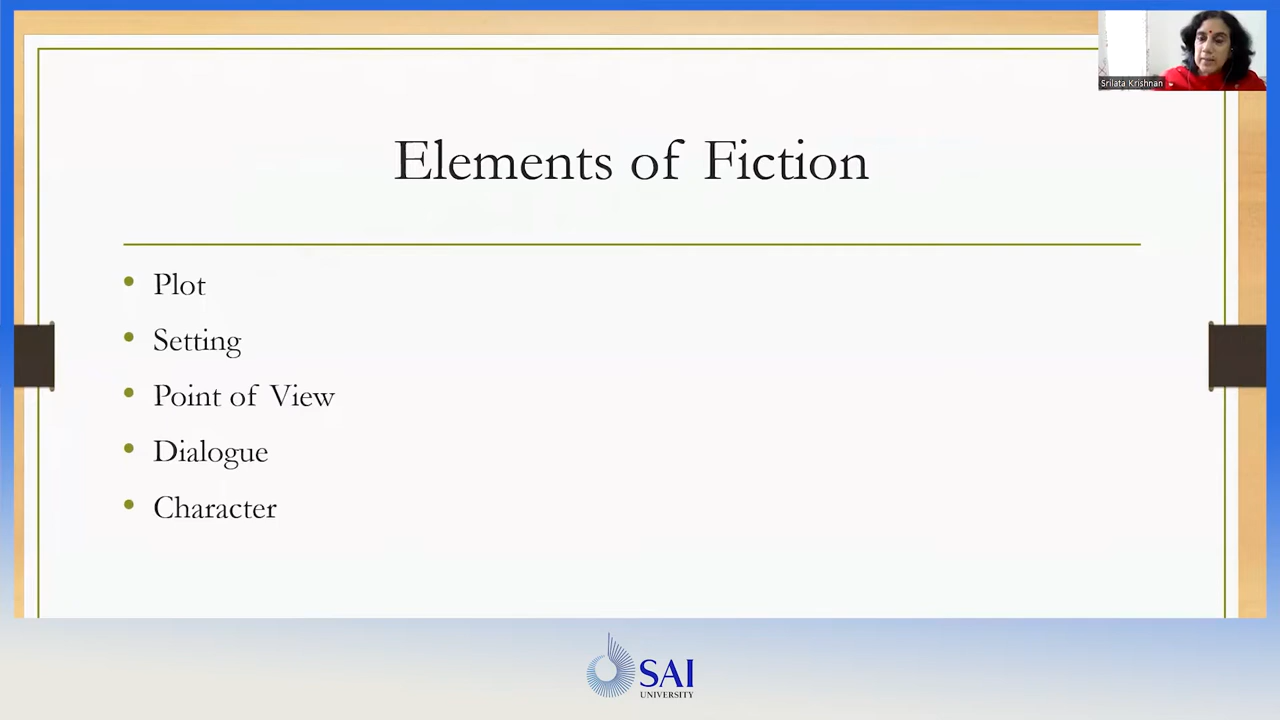 Srilata Krishnan
Elements of Fiction
Plot
Setting
Point of View
Dialogue
Character
SAI
UNIVERSITY